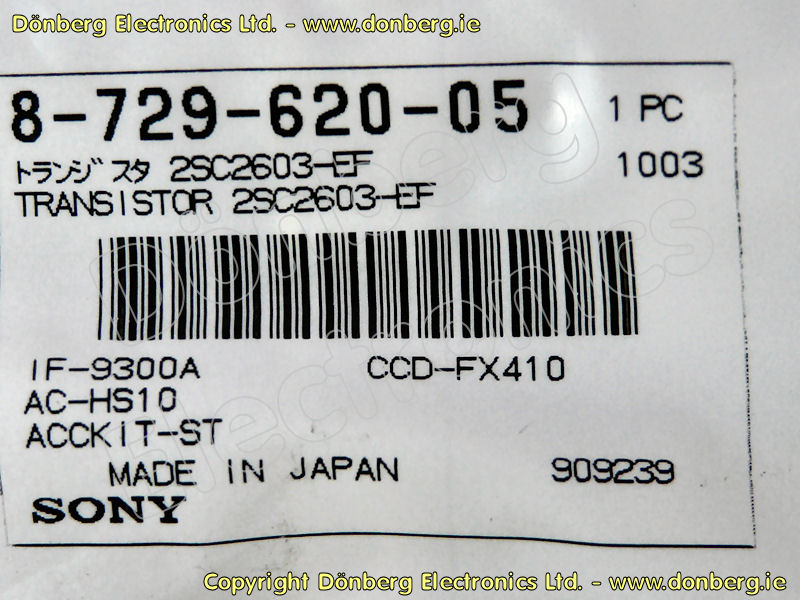 Dönberg Electronics Ltd. - www.donberg.ie
8-729-620-05 1 PC
トランジスタ 2SC2603-EF 1003
TRANSISTOR 2SC2603-EF
Dönberg
Electronics
IF-9300A CCD-FX410
AC-HS10
ACCKIT-ST
MADE IN JAPAN 909239
SONY
Copyright Dönberg Electronics Ltd. - www.donberg.ie